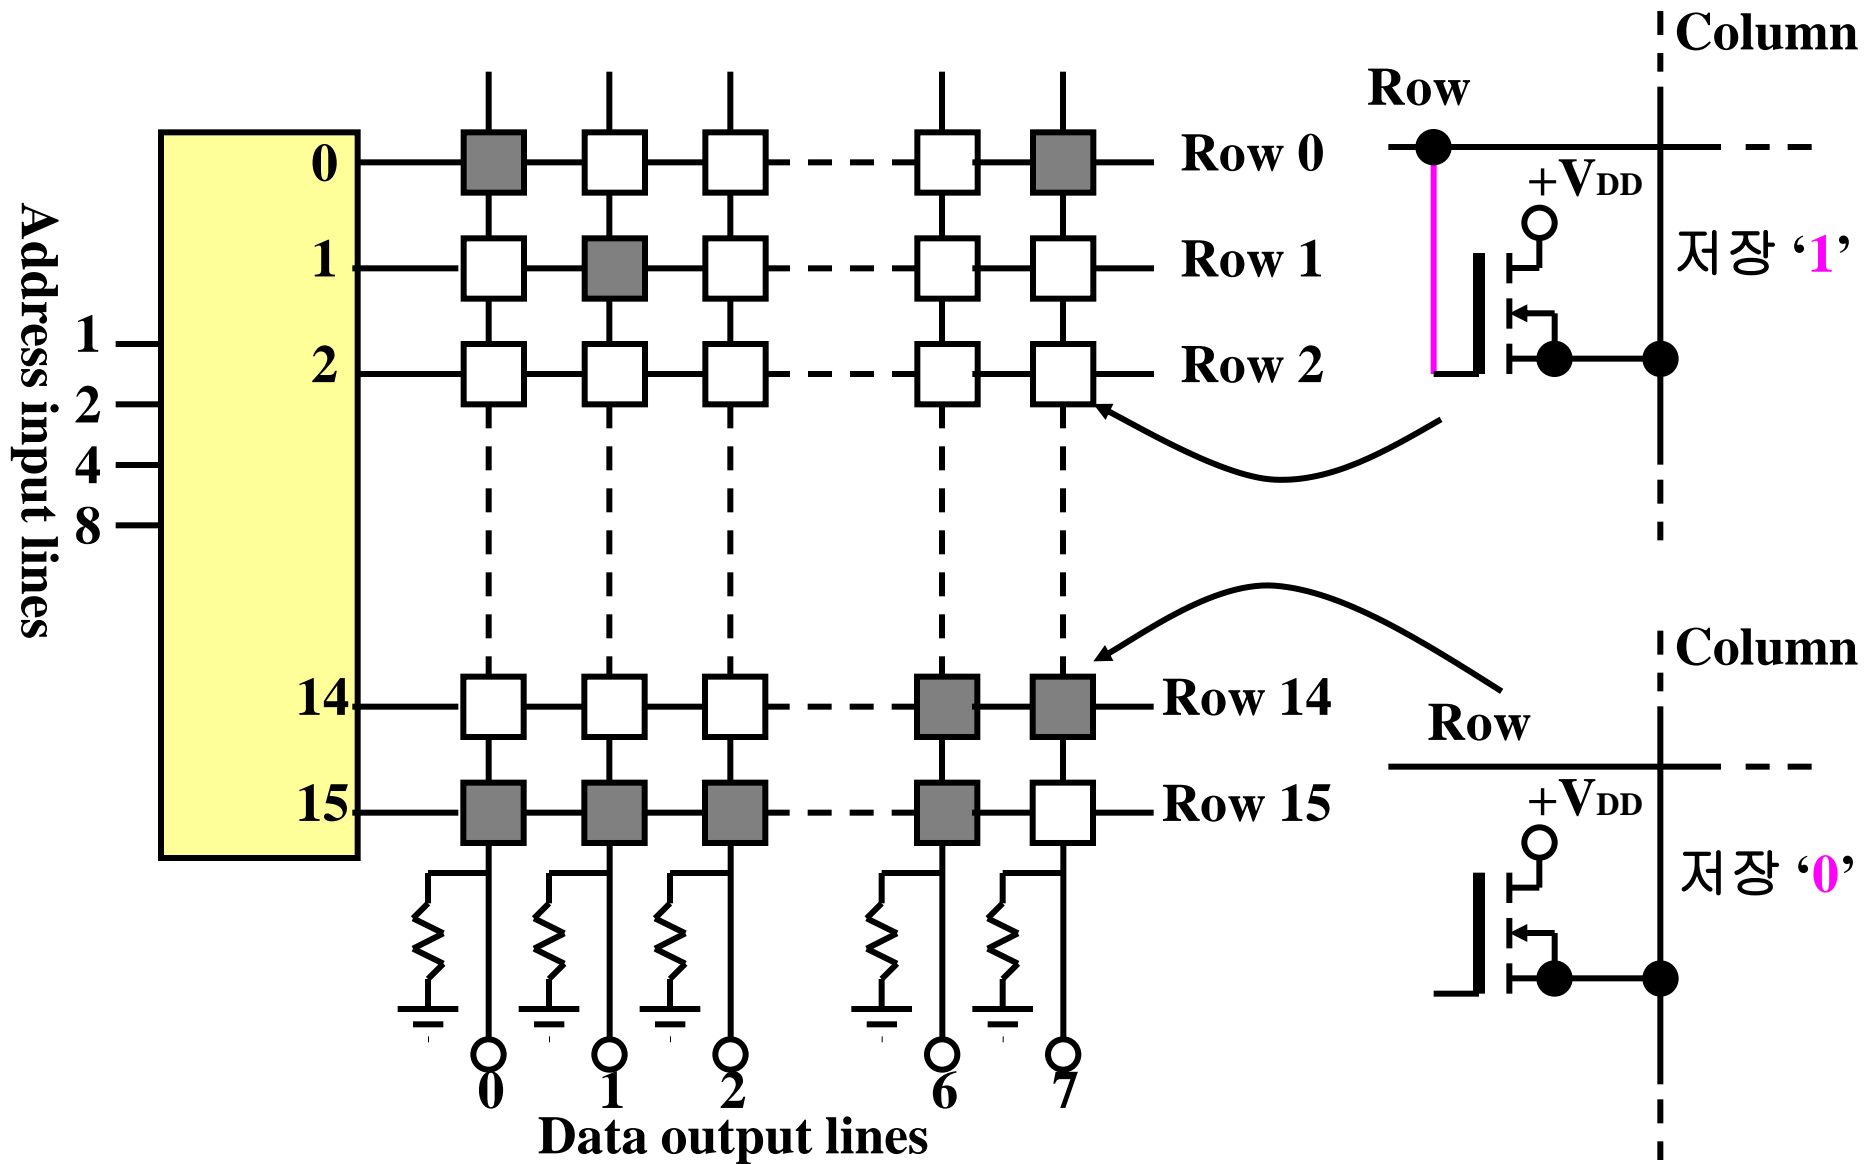 Address input lines
1
2
4
8
0
1
2
14
15
Row 0
Row 1
Row 2
Row 14
Row 15
0
1
2
6
7
Data output lines
Column
Row
+VDD
저장 ‘1’
Column
Row
+VDD
저장 ‘0’